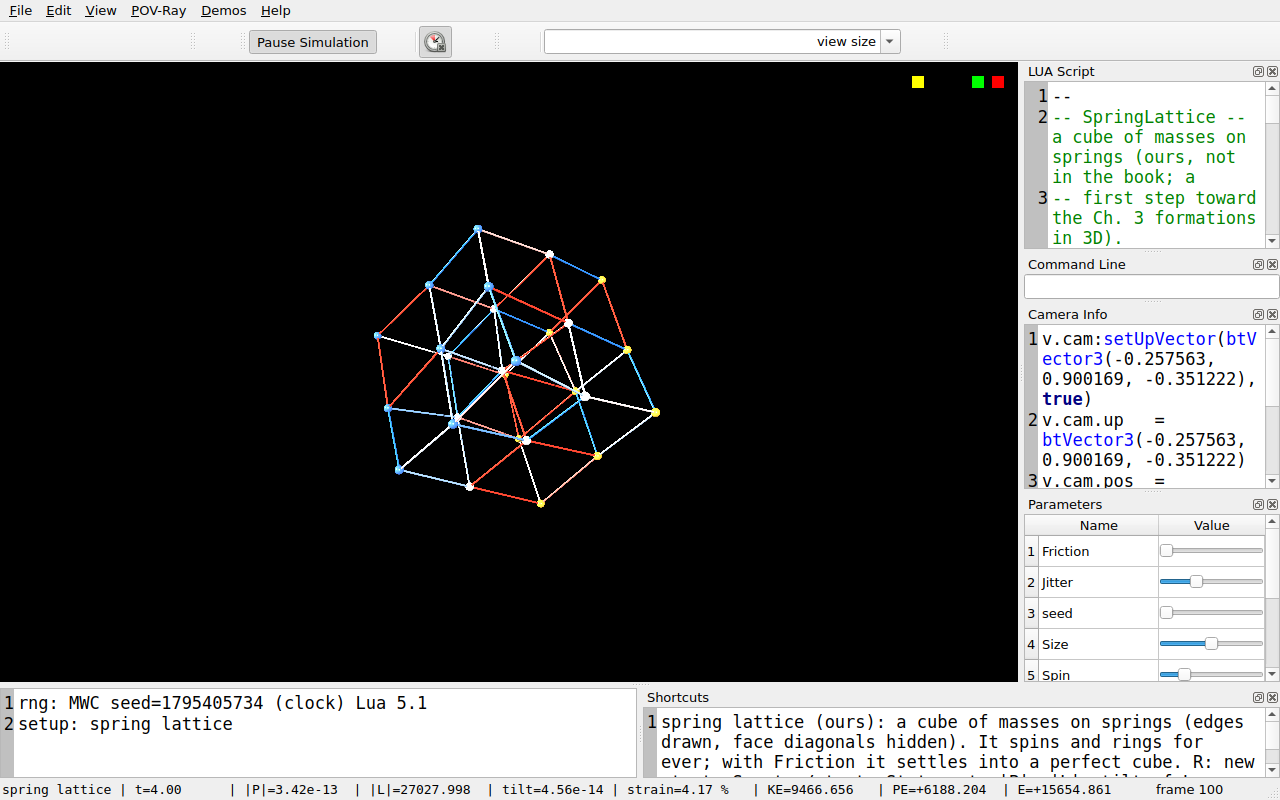 File Edit View POV-Ray Demos Help
Pause Simulation
view size
LUA Script
1 --
2 -- SpringLattice --
a cube of masses on
springs (ours, not
in the book; a
3 -- first step toward
the Ch. 3 formations
in 3D).
Command Line
Camera Info
1 v.cam:setUpVector(btV
ector3(-0.257563,
0.900169, -0.351222),
true)
2 v.cam.up   =
btVector3(-0.257563,
0.900169, -0.351222)
3 v.cam.pos  =
Parameters
Name Value
1 Friction
2 Jitter
3 seed
4 Size
5 Spin
1 rng: MWC seed=1795405734 (clock) Lua 5.1
2 setup: spring lattice
Shortcuts
1 spring lattice (ours): a cube of masses on springs (edges
drawn, face diagonals hidden). It spins and rings for
ever; with Friction it settles into a perfect cube. R: new
spring lattice | t=4.00 | |P|=3.42e-13 | |L|=27027.998 | tilt=4.56e-14 | strain=4.17 % | KE=9466.656 | PE=+6188.204 | E=+15654.861 frame 100